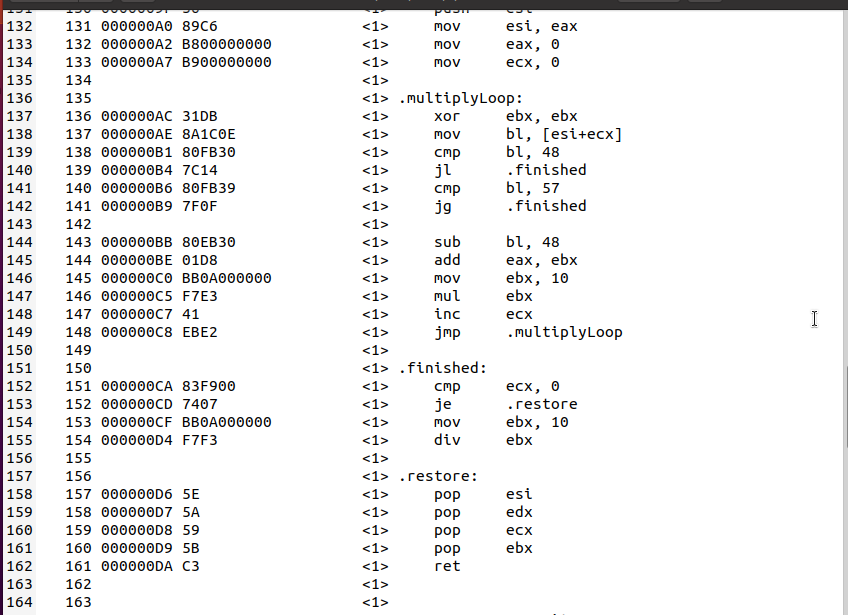 132 131 000000A0 89C6 <1> mov esi, eax
133 132 000000A2 B800000000 <1> mov eax, 0
134 133 000000A7 B900000000 <1> mov ecx, 0
135 134 <1>
136 135 <1> .multiplyLoop:
137 136 000000AC 31DB <1> xor ebx, ebx
138 137 000000AE 8A1C0E <1> mov bl, [esi+ecx]
139 138 000000B1 80FB30 <1> cmp bl, 48
140 139 000000B4 7C14 <1> jl .finished
141 140 000000B6 80FB39 <1> cmp bl, 57
142 141 000000B9 7F0F <1> jg .finished
143 142 <1>
144 143 000000BB 80EB30 <1> sub bl, 48
145 144 000000BE 01D8 <1> add eax, ebx
146 145 000000C0 BB0A000000 <1> mov ebx, 10
147 146 000000C5 F7E3 <1> mul ebx
148 147 000000C7 41 <1> inc ecx
149 148 000000C8 EBE2 <1> jmp .multiplyLoop
150 149 <1>
151 150 <1> .finished:
152 151 000000CA 83F900 <1> cmp ecx, 0
153 152 000000CD 7407 <1> je .restore
154 153 000000CF BB0A000000 <1> mov ebx, 10
155 154 000000D4 F7F3 <1> div ebx
156 155 <1>
157 156 <1> .restore:
158 157 000000D6 5E <1> pop esi
159 158 000000D7 5A <1> pop edx
160 159 000000D8 59 <1> pop ecx
161 160 000000D9 5B <1> pop ebx
162 161 000000DA C3 <1> ret
163 162 <1>
164 163 <1>